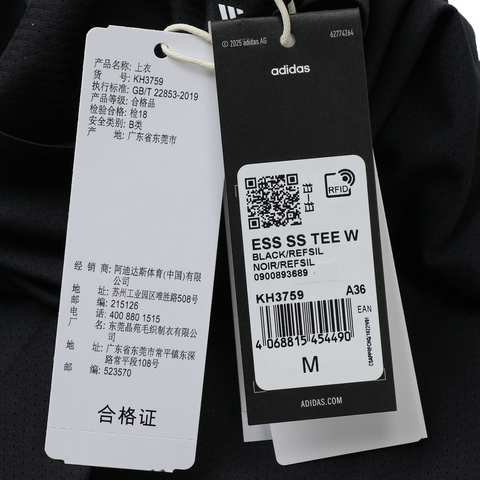 产品名称: 上衣
货 号: KH3759
执行标准: GB/T 22853-2019
产品等级: 合格品
检验合格: 检18
安全类别: B类
产 地: 广东省东莞市
经 销 商: 阿迪达斯体育(中国)有限公司
地 址: 苏州工业园区唯胜路508号
邮 编: 215126
电 话: 400 880 1515
厂 名: 东莞晶苑毛织制衣有限公司
地 址: 广东省东莞市常平镇东深路常平段108号
邮 编: 523570
合格证
© 2025 adidas AG
62774264
adidas
RFID
ESS SS TEE W
BLACK/REFSIL
NOIR/REFSIL
0900893689
KH3759 A36
EAN
4 068815 454490
M
ADIDAS.COM